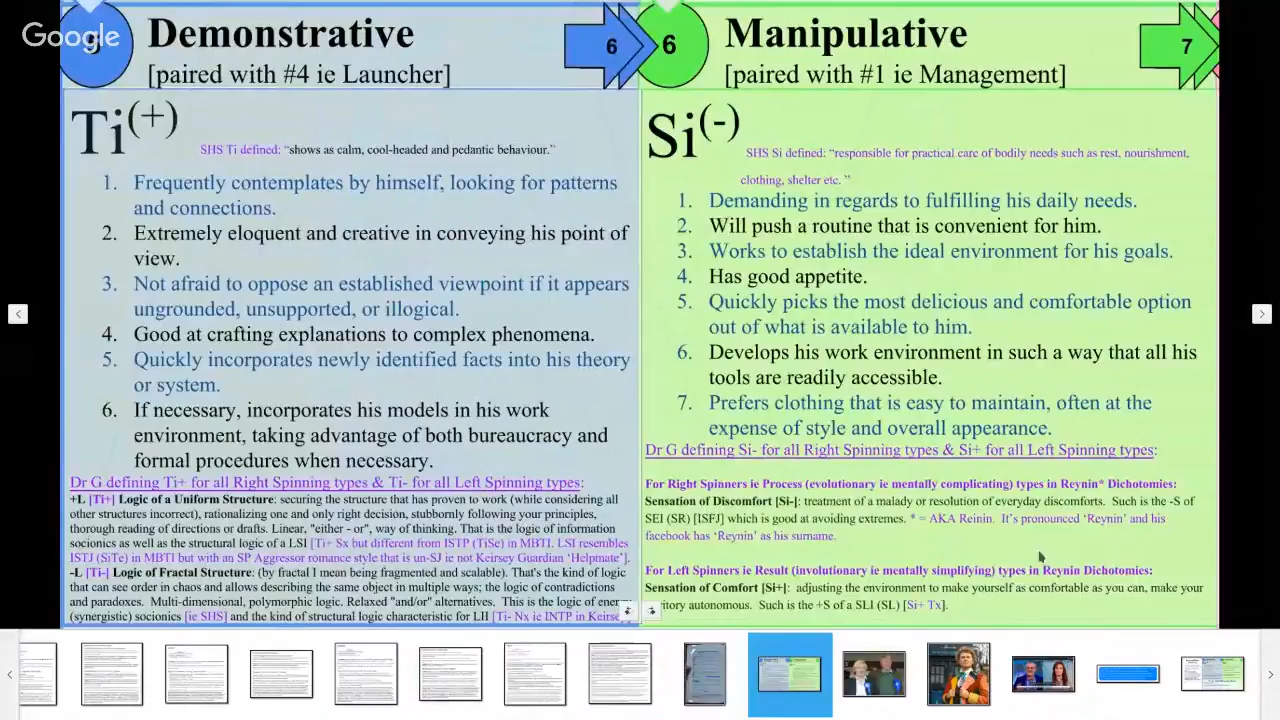 Google
Demonstrative
[paired with #4 ie Launcher]
6
Ti(+)
SHS Ti defined: “shows as calm, cool-headed and pedantic behaviour.”
1. Frequently contemplates by himself, looking for patterns
and connections.
2. Extremely eloquent and creative in conveying his point of
view.
3. Not afraid to oppose an established viewpoint if it appears
ungrounded, unsupported, or illogical.
4. Good at crafting explanations to complex phenomena.
5. Quickly incorporates newly identified facts into his theory
or system.
6. If necessary, incorporates his models in his work
environment, taking advantage of both bureaucracy and
formal procedures when necessary.
Dr G defining Ti+ for all Right Spinning types & Ti- for all Left Spinning types:
+L [Ti+] Logic of a Uniform Structure: securing the structure that has proven to work (while considering all
other structures incorrect), rationalizing one and only right decision, stubbornly following your principles,
thorough reading of directions or drafts. Linear, "either - or", way of thinking. That is the logic of information
socionics as well as the structural logic of a LSI [Ti+ Sx but different from ISTP (TiSe) in MBTI. LSI resembles
ISTJ (SiTe) in MBTI but with an SP Aggressor romance style that is un-SJ ie not Keirsey Guardian ‘Helpmate’].
-L [Ti-] Logic of Fractal Structure: (by fractal I mean being fragmented and scalable). That's the kind of logic
that can see order in chaos and allows describing the same object in multiple ways; the logic of contradictions
and paradoxes. Multi-dimensional, polymorphic logic. Relaxed "and/or" alternatives. This is the logic of
(synergistic) socionics [ie SHS] and the kind of structural logic characteristic for LII [Ti- Nx ie INTP in
6
Manipulative
[paired with #1 ie Management]
7
Si(-)
SHS Si defined: “responsible for practical care of bodily needs such as rest, nourishment,
clothing, shelter etc. ”
1. Demanding in regards to fulfilling his daily needs.
2. Will push a routine that is convenient for him.
3. Works to establish the ideal environment for his goals.
4. Has good appetite.
5. Quickly picks the most delicious and comfortable option
out of what is available to him.
6. Develops his work environment in such a way that all his
tools are readily accessible.
7. Prefers clothing that is easy to maintain, often at the
expense of style and overall appearance.
Dr G defining Si- for all Right Spinning types & Si+ for all Left Spinning types:
For Right Spinners ie Process (evolutionary ie mentally complicating) types in Reynin* Dichotomies:
Sensation of Discomfort [Si-]: treatment of a malady or resolution of everyday discomforts. Such is the -S of
SEI (SR) [ISFJ] which is good at avoiding extremes. * = AKA Reinin. It’s pronounced ‘Reynin’ and his
facebook has ‘Reynin’ as his surname.
For Left Spinners ie Result (involutionary ie mentally simplifying) types in Reynin Dichotomies:
Sensation of Comfort [Si+]: adjusting the environment to make yourself as comfortable as you can, make your
autonomous. Such is the +S of a SLI (SL) [Si+ Tx].